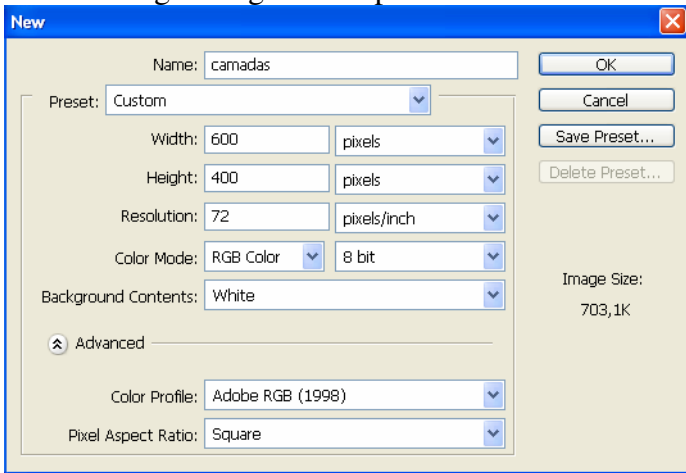 New
Name: camadas
OK
Preset: Custom
Cancel
Width: 600 pixels
Save Preset...
Height: 400 pixels
Delete Preset...
Resolution: 72 pixels/inch
Color Mode: RGB Color 8 bit
Background Contents: White
Image Size:
703,1K
Advanced
Color Profile: Adobe RGB (1998)
Pixel Aspect Ratio: Square